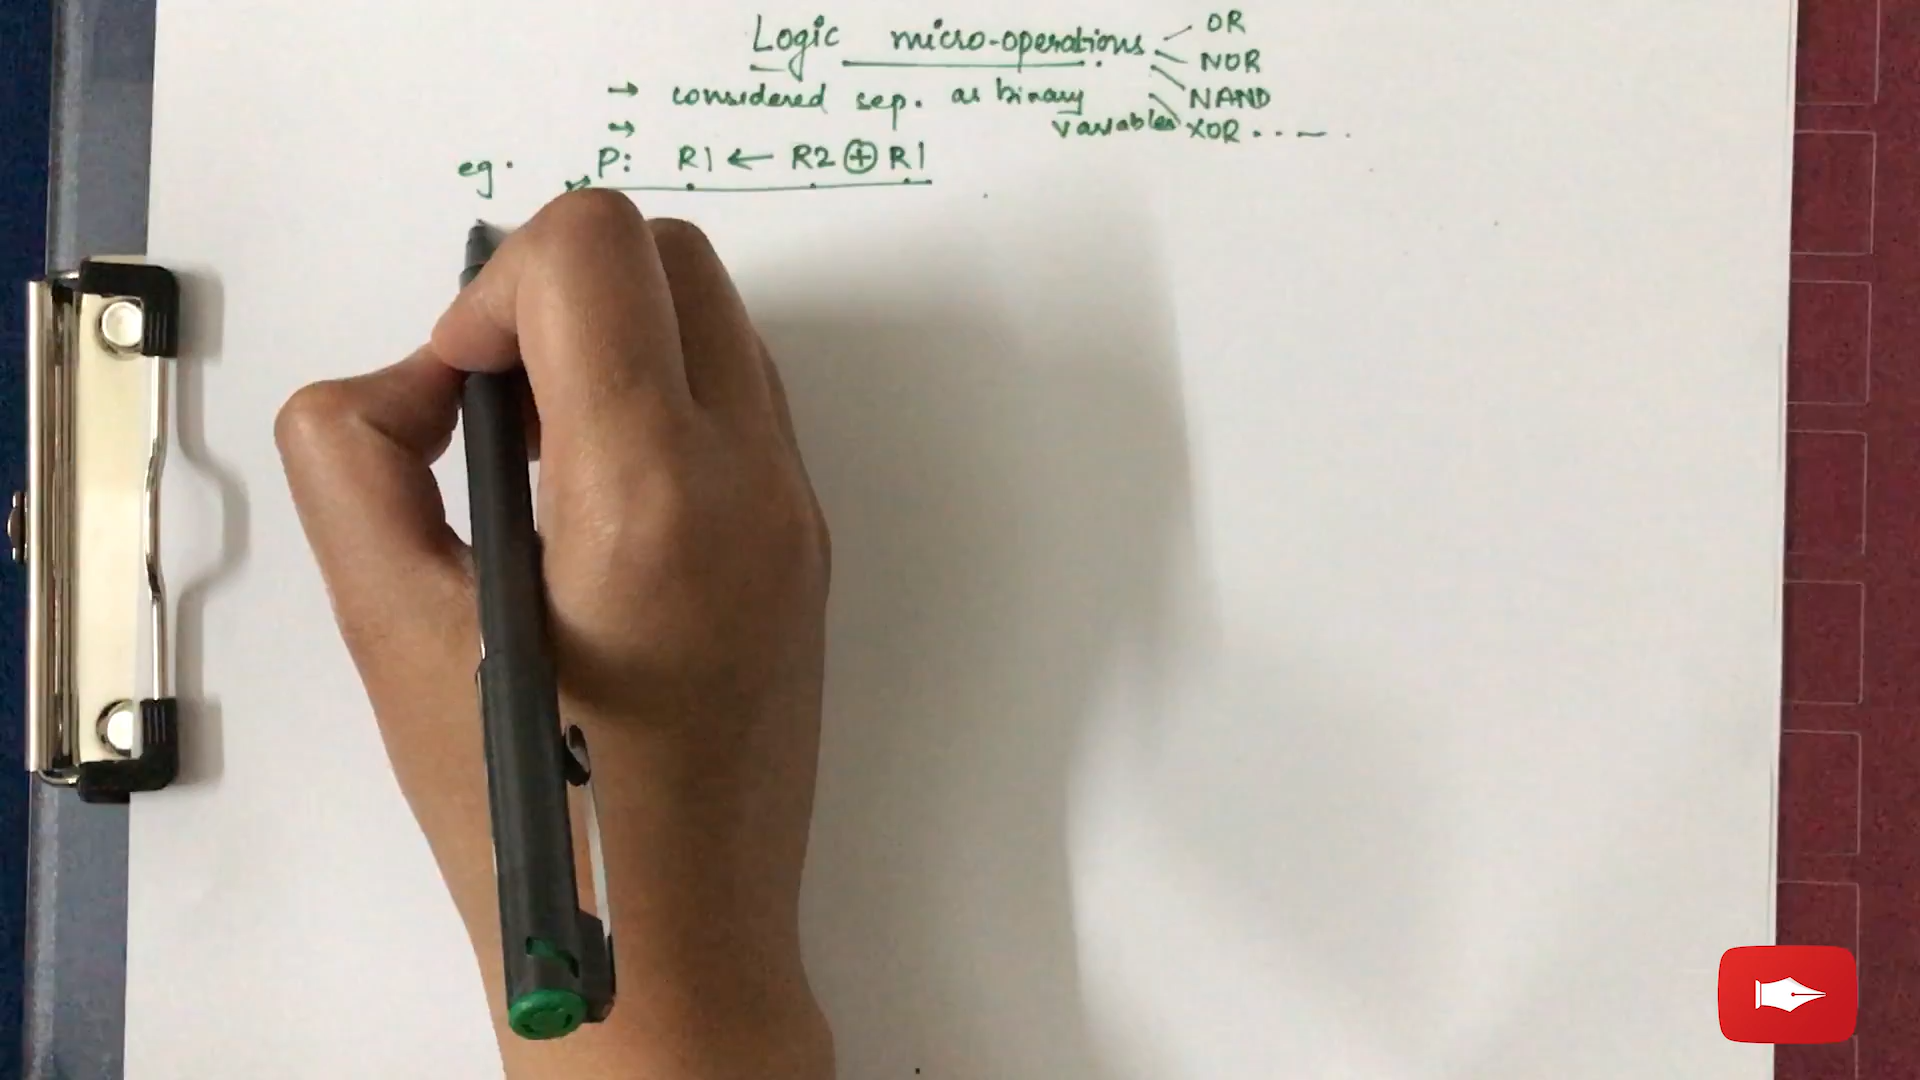 Logic micro-operations
OR
NOR
NAND
XOR
→ considered sep. as binary variables
→
eg. P: R1 ← R2 ⊕ R1